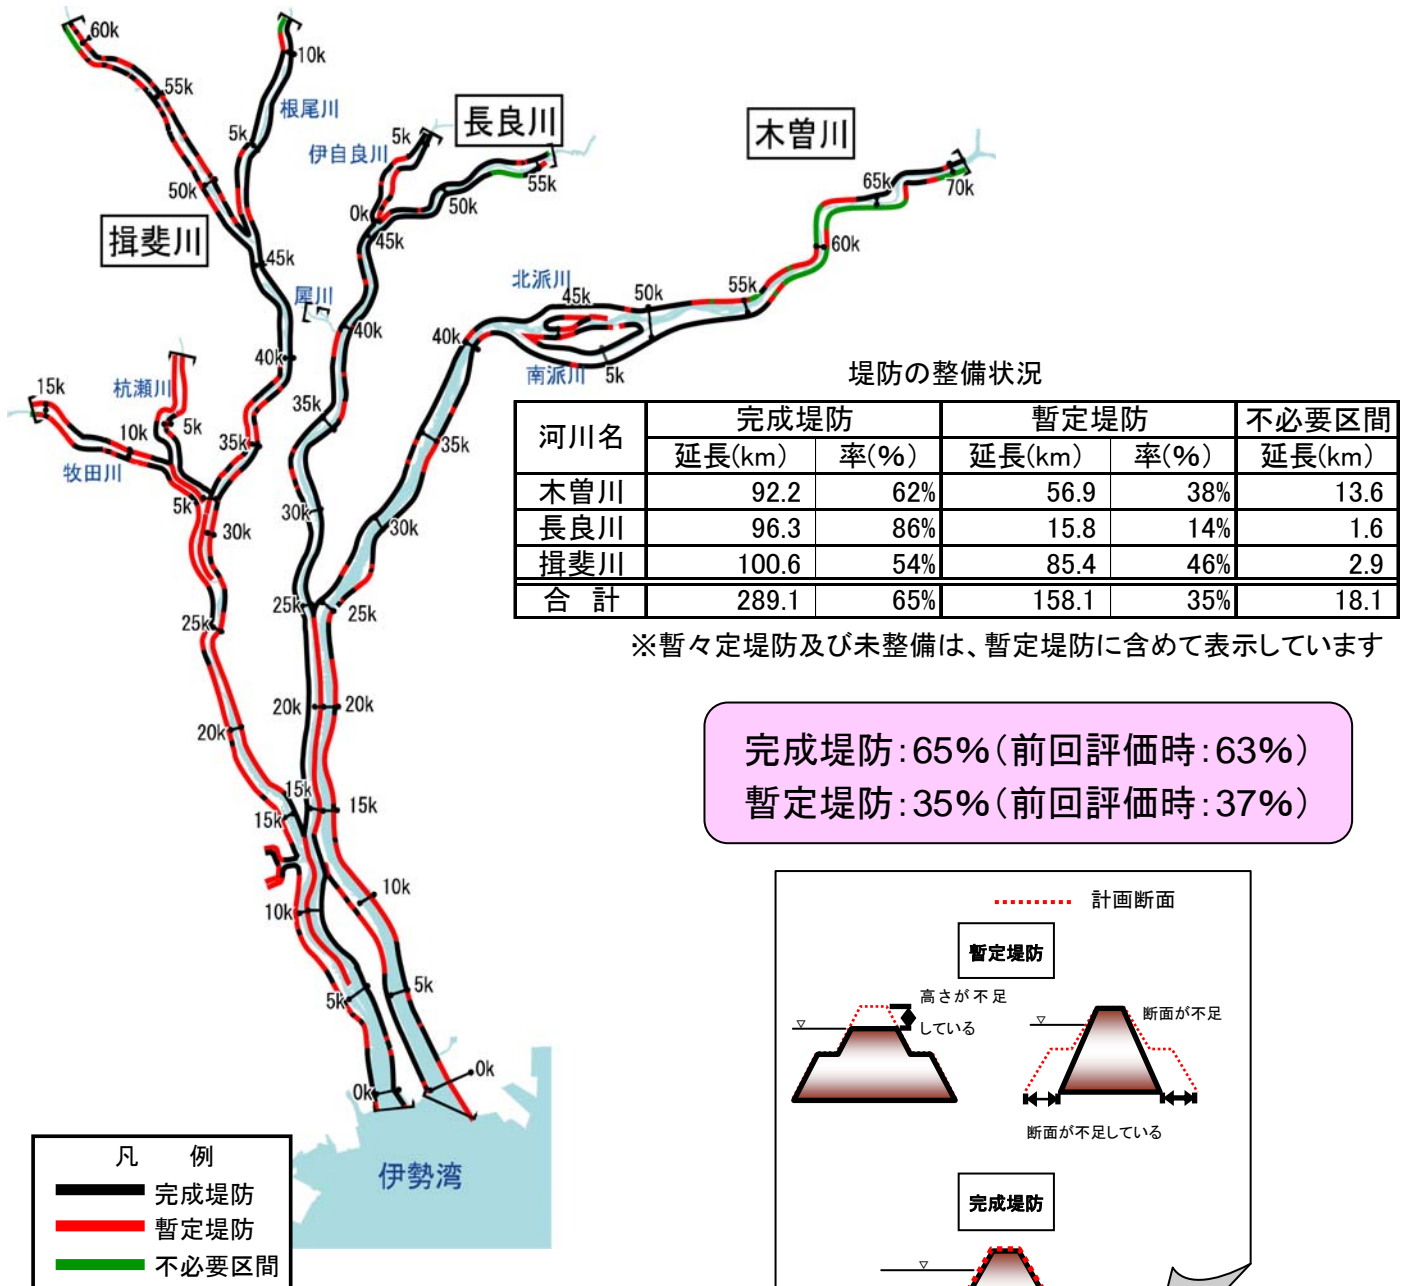 60k
10k
55k
根尾川
長良川
木曽川
5k
伊自良川
5k
55k
65k
70k
50k
50k
0k
揖斐川
45k
60k
45k
北派川
45k
50k
55k
犀川
40k
40k
40k
南派川
5k
15k
杭瀬川
10k
5k
35k
35k
35k
牧田川
5k
30k
30k
30k
25k
25k
25k
20k
20k
20k
15k
15k
15k
10k
10k
5k
5k
0k
0k
伊勢湾
堤防の整備状況
河川名 完成堤防 暫定堤防 不必要区間
延長(km) 率(%) 延長(km) 率(%) 延長(km)
木曽川 92.2 62% 56.9 38% 13.6
長良川 96.3 86% 15.8 14% 1.6
揖斐川 100.6 54% 85.4 46% 2.9
合 計 289.1 65% 158.1 35% 18.1
※暫々定堤防及び未整備は、暫定堤防に含めて表示しています
完成堤防:65%(前回評価時:63%)
暫定堤防:35%(前回評価時:37%)
計画断面
暫定堤防
高さが不足
している
断面が不足
断面が不足している
完成堤防
凡 例
完成堤防
暫定堤防
不必要区間